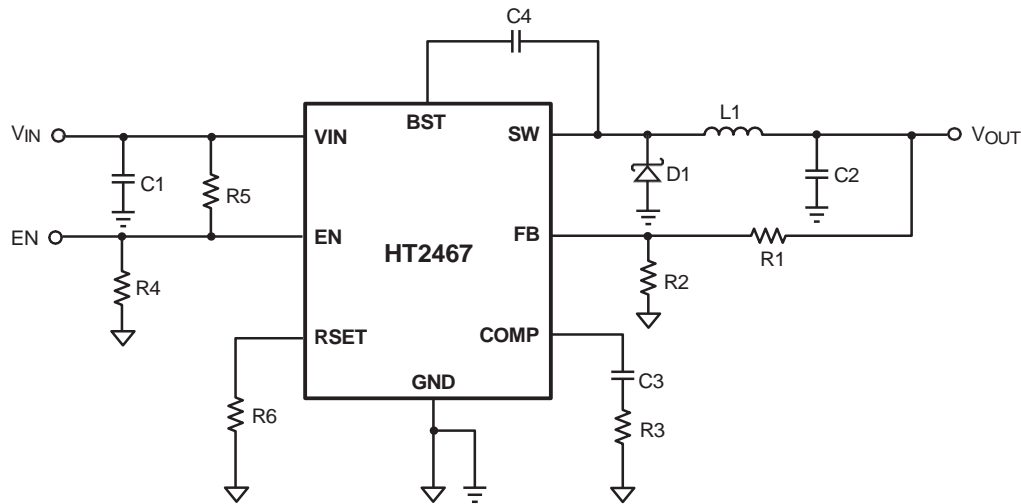 C4
VIN
C1
R5
EN
R4
VIN
BST
SW
EN
HT2467
FB
RSET
COMP
GND
L1
VOUT
D1
C2
R1
R2
C3
R3
R6